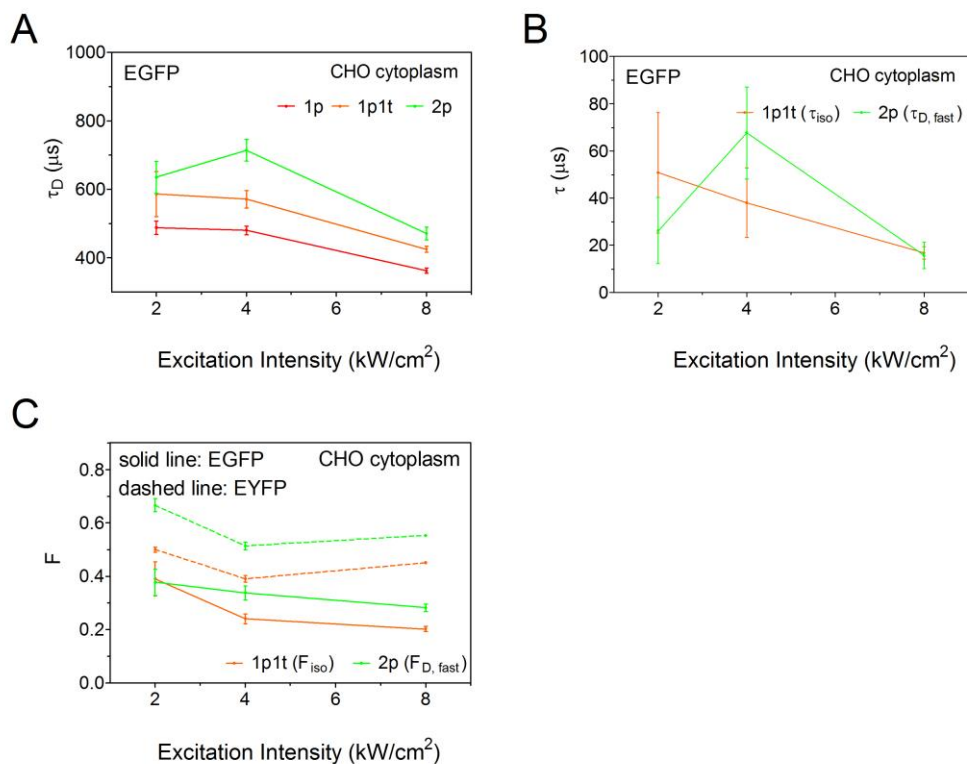 A
1000
EGFP CHO cytoplasm
1p 1p1t 2p
800
τD (µs)
600
400
2 4 6 8
Excitation Intensity (kW/cm²)
B
100
EGFP CHO cytoplasm
1p1t (τiso) 2p (τD, fast)
80
60
τ (µs)
40
20
0
2 4 6 8
Excitation Intensity (kW/cm²)
C
solid line: EGFP CHO cytoplasm
dashed line: EYFP
0.8
0.6
F
0.4
0.2
1p1t (Fiso) 2p (FD, fast)
0.0
2 4 6 8
Excitation Intensity (kW/cm²)